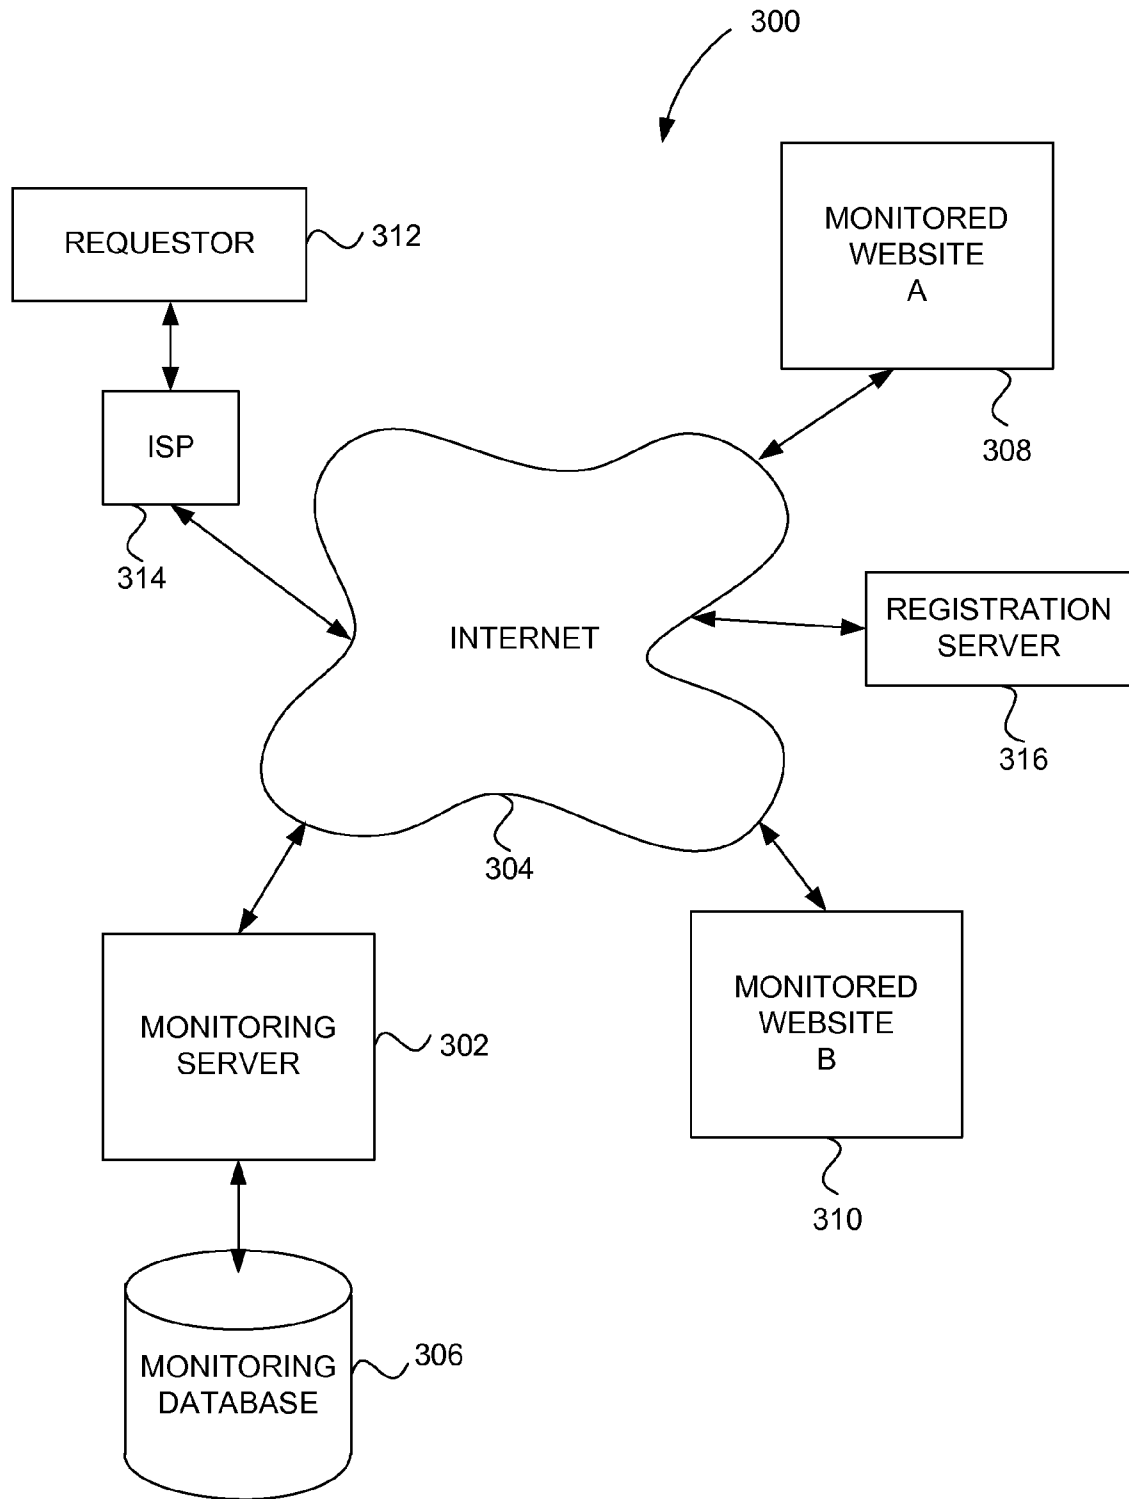 300
REQUESTOR
312
MONITORED
WEBSITE
A
308
ISP
314
INTERNET
304
REGISTRATION
SERVER
316
MONITORING
SERVER
302
MONITORED
WEBSITE
B
310
MONITORING
DATABASE
306